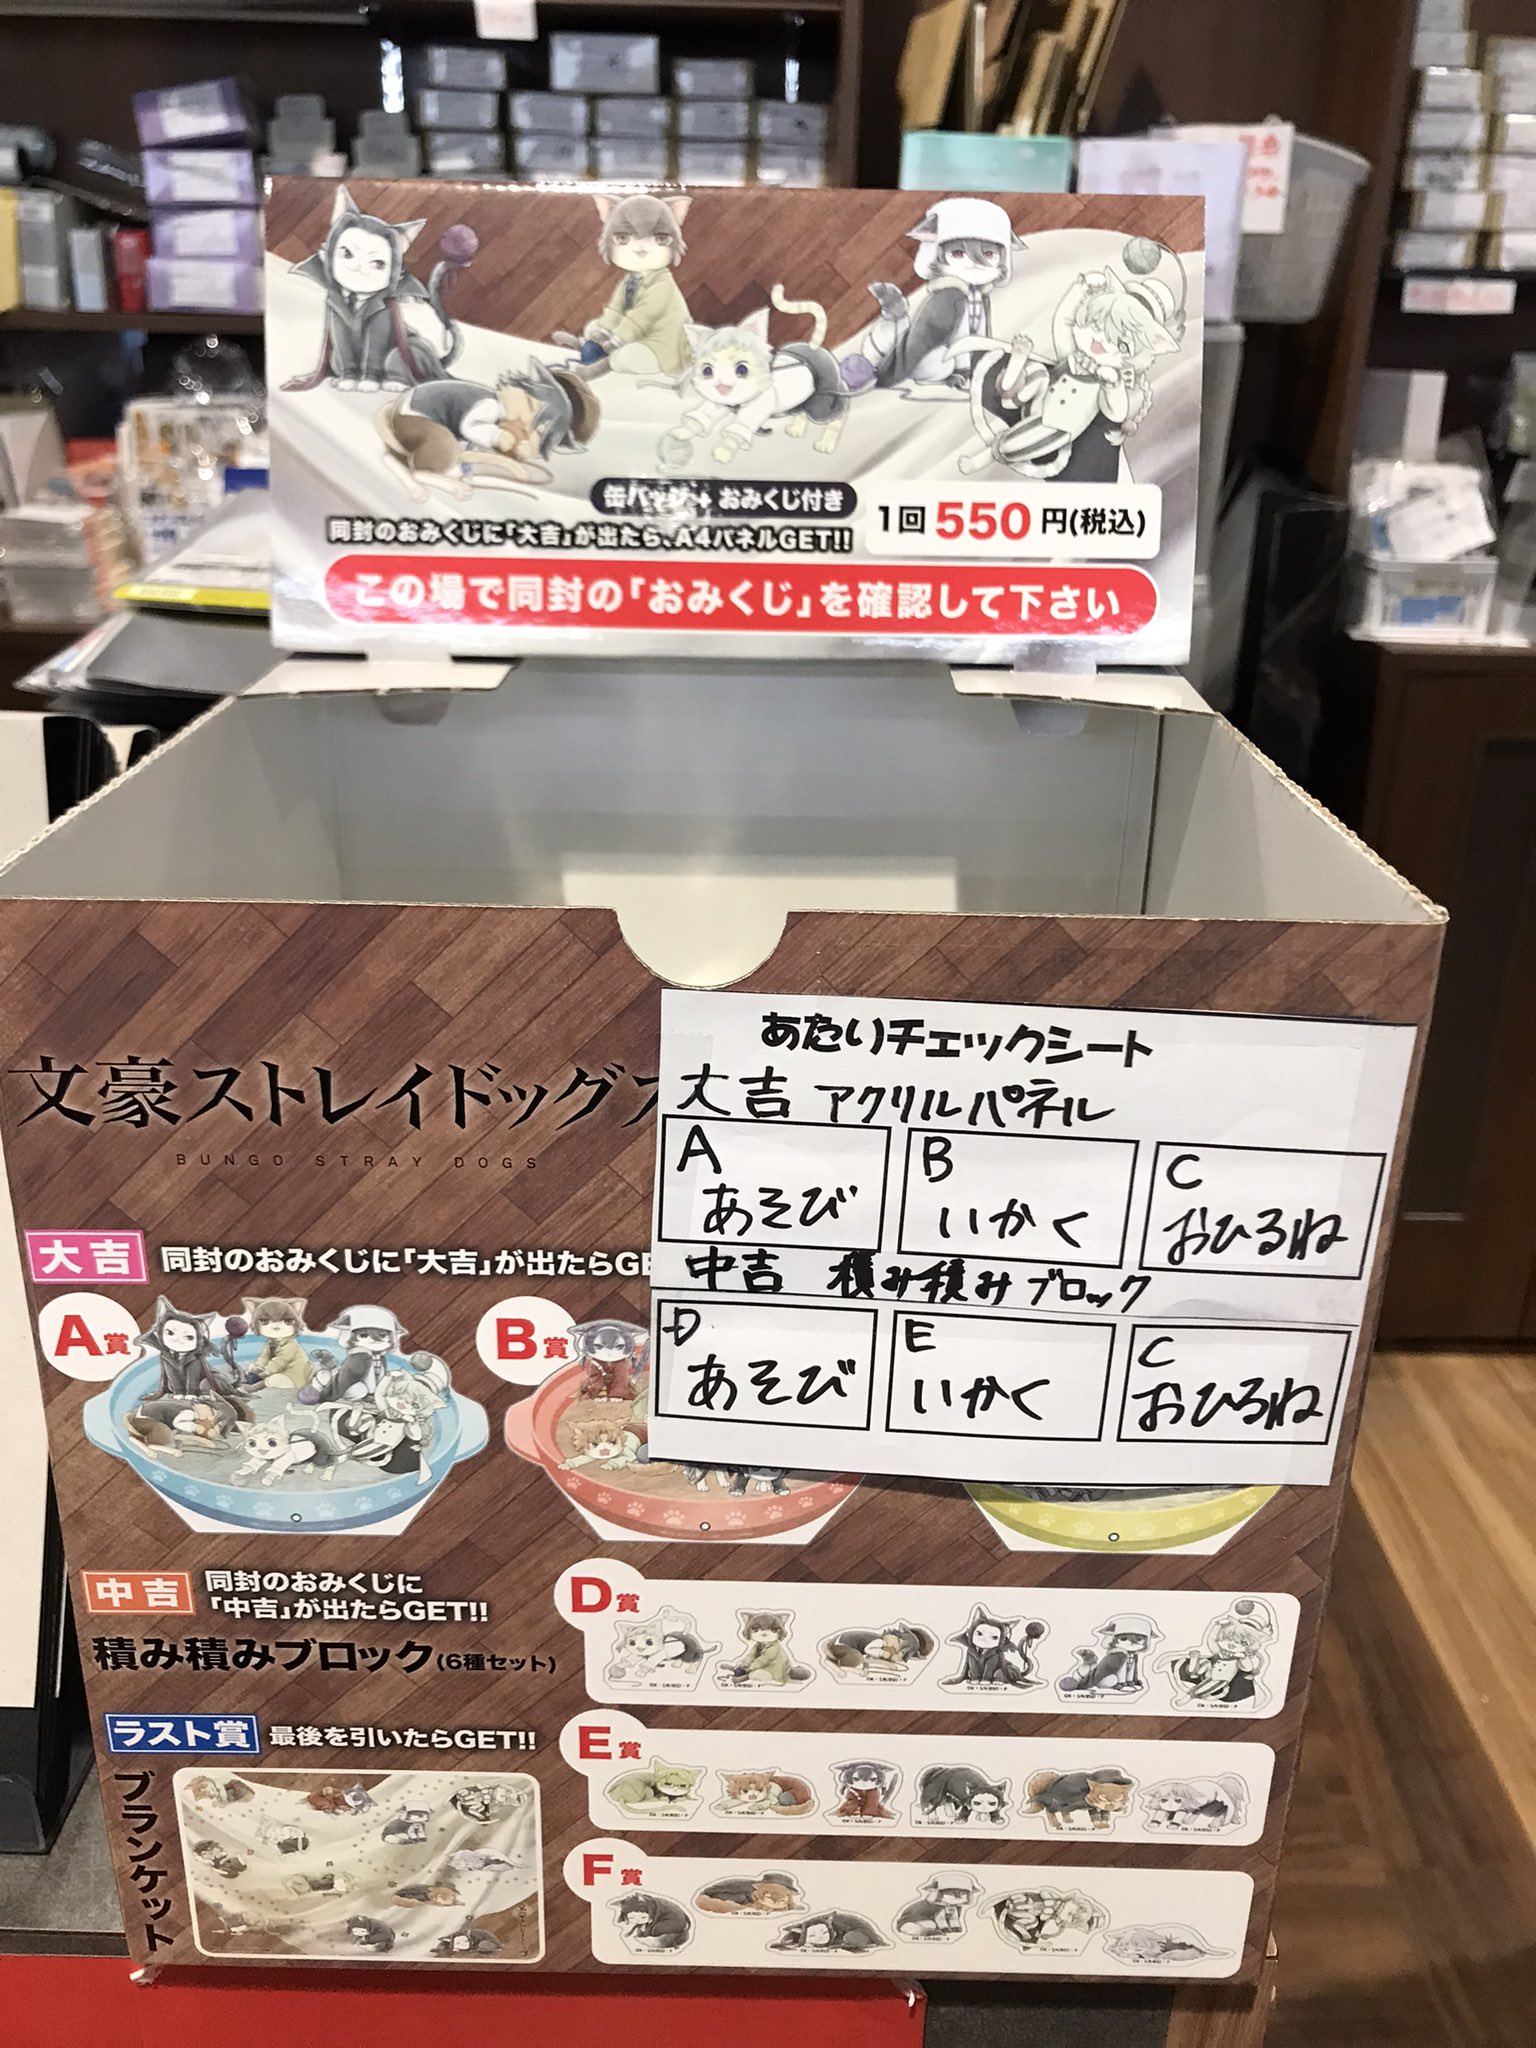 缶バッジ+おみくじ付き
同封のおみくじに「大吉」が出たら、A4パネルGET!!
1回 550 円(税込)
この場で同封の「おみくじ」を確認して下さい
文豪ストレイドッグス
BUNGO STRAY DOGS
大吉 同封のおみくじに「大吉」が出たらGE
A賞
B賞
あたりチェックシート
大吉 アクリルパネル
A あそび
B いかく
C おひるね
中吉 積み積みブロック
D あそび
E いかく
C おひるね
中吉 同封のおみくじに
「中吉」が出たらGET!!
積み積みブロック(6種セット)
D賞
ラスト賞 最後を引いたらGET!!
ブランケット
E賞
F賞